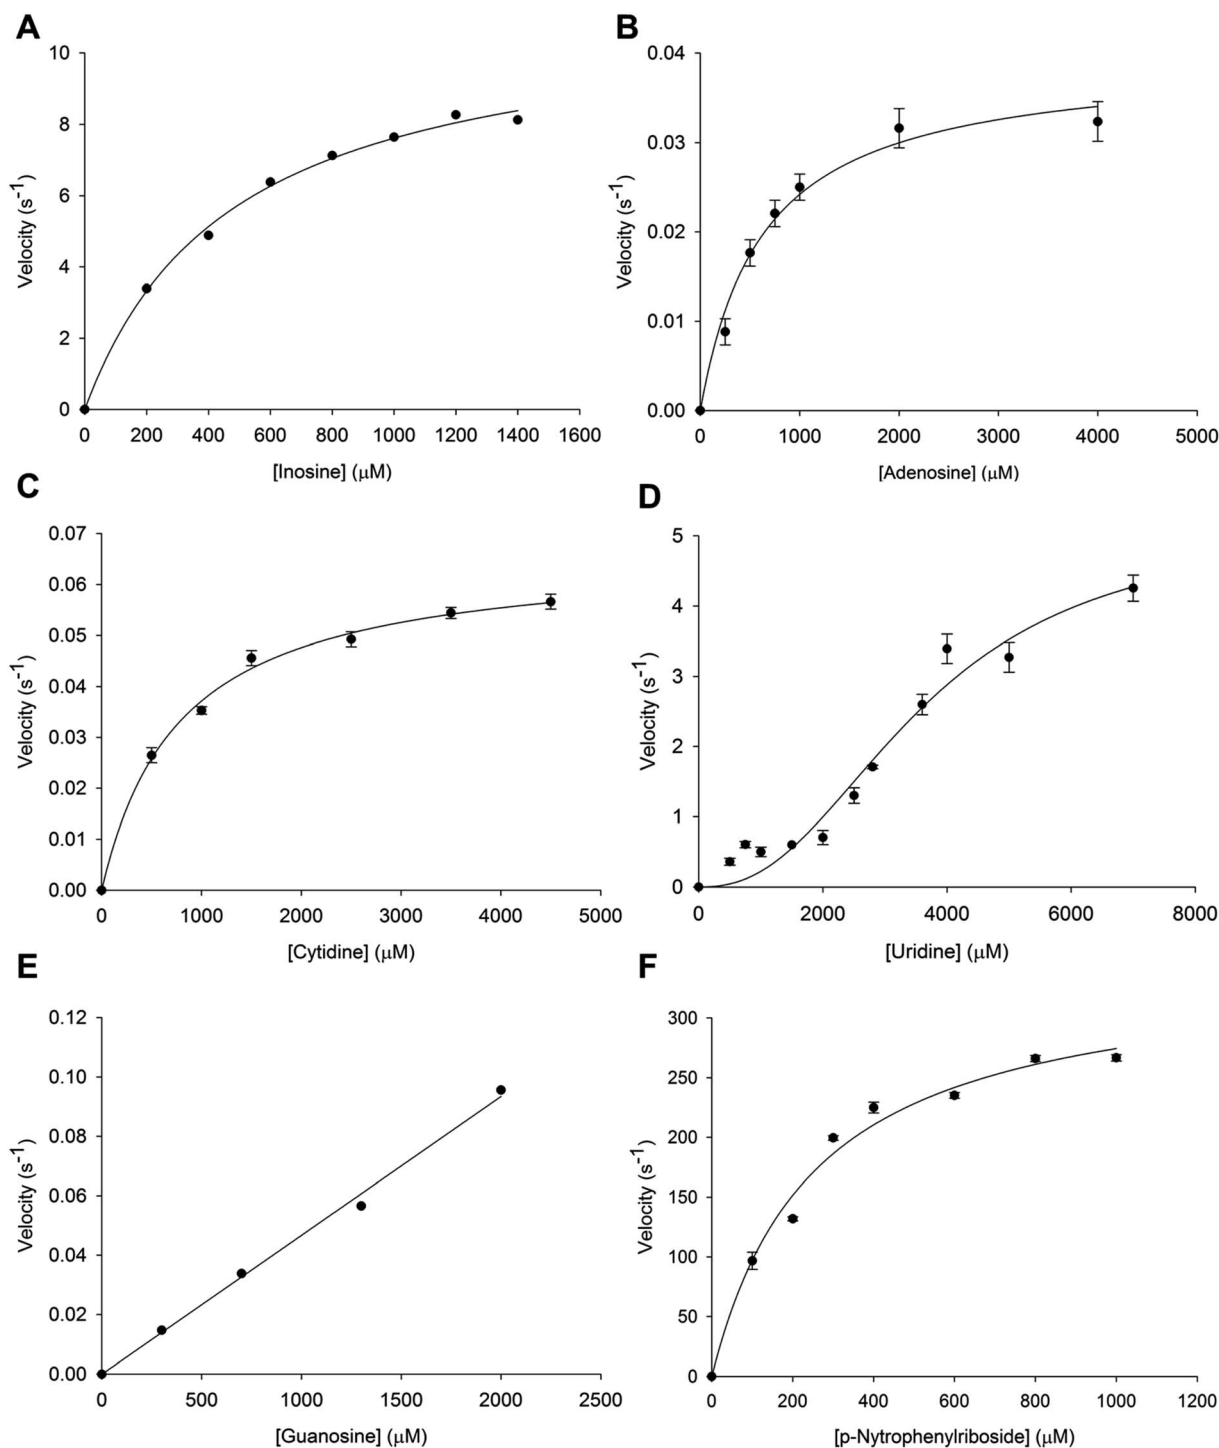 A
10
8
6
4
2
0
Velocity (s⁻¹)
0 200 400 600 800 1000 1200 1400 1600
[Inosine] (μM)
B
0.04
0.03
0.02
0.01
0.00
Velocity (s⁻¹)
0 1000 2000 3000 4000 5000
[Adenosine] (μM)
C
0.07
0.06
0.05
0.04
0.03
0.02
0.01
0.00
Velocity (s⁻¹)
0 1000 2000 3000 4000 5000
[Cytidine] (μM)
D
5
4
3
2
1
0
Velocity (s⁻¹)
0 2000 4000 6000 8000
[Uridine] (μM)
E
0.12
0.10
0.08
0.06
0.04
0.02
0.00
Velocity (s⁻¹)
0 500 1000 1500 2000 2500
[Guanosine] (μM)
F
300
250
200
150
100
50
0
Velocity (s⁻¹)
0 200 400 600 800 1000 1200
[p-Nytrophenylriboside] (μM)